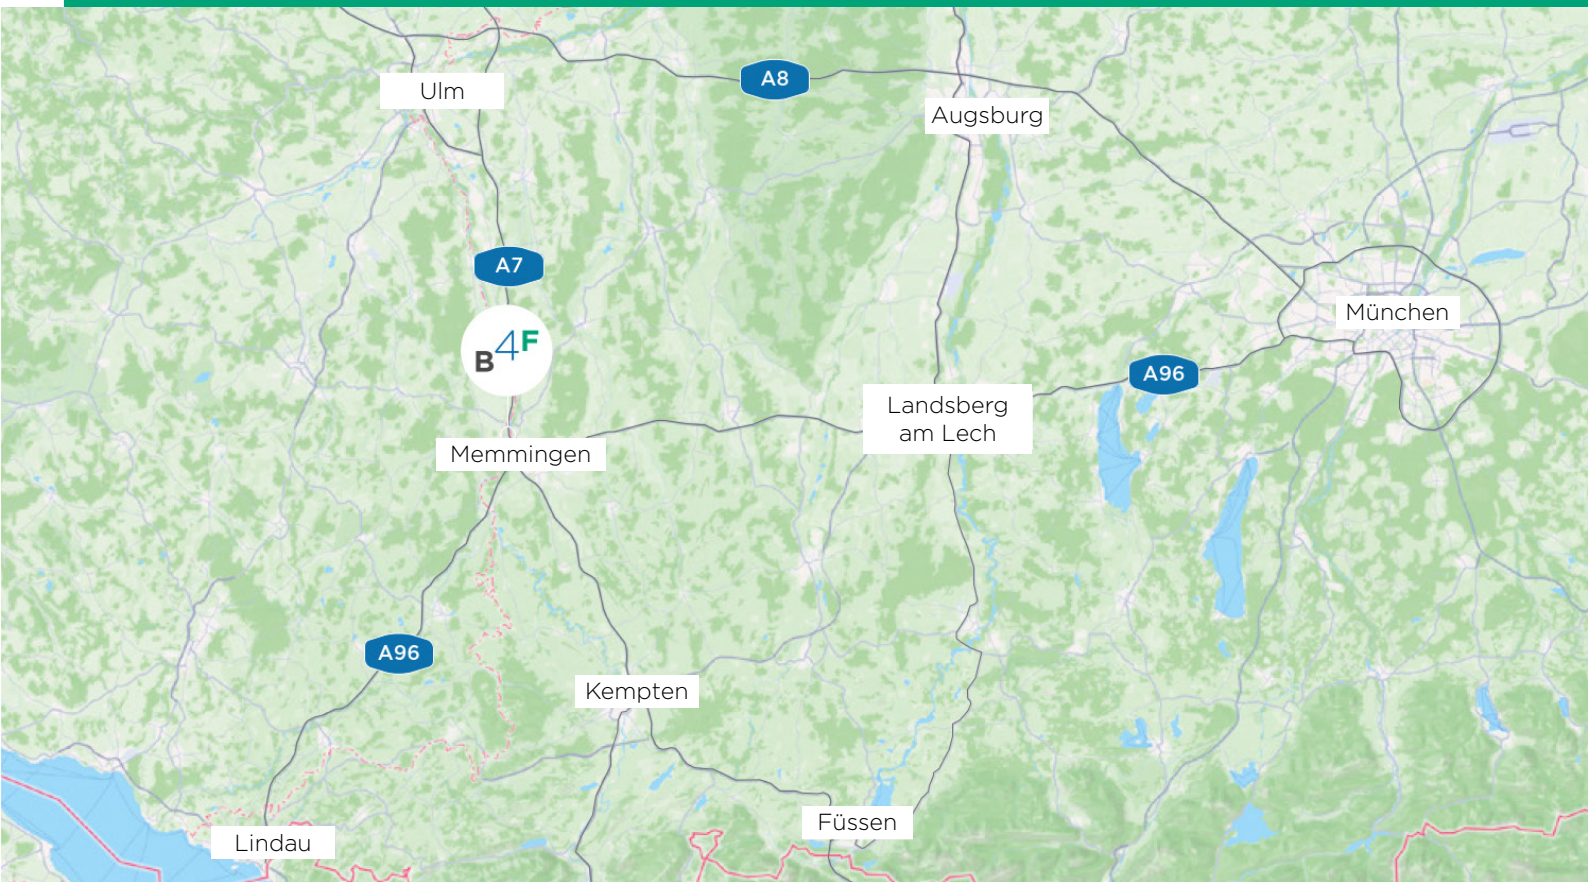 A8
Ulm
Augsburg
A7
München
B4F
A96
Landsberg
am Lech
Memmingen
A96
Kempten
Füssen
Lindau